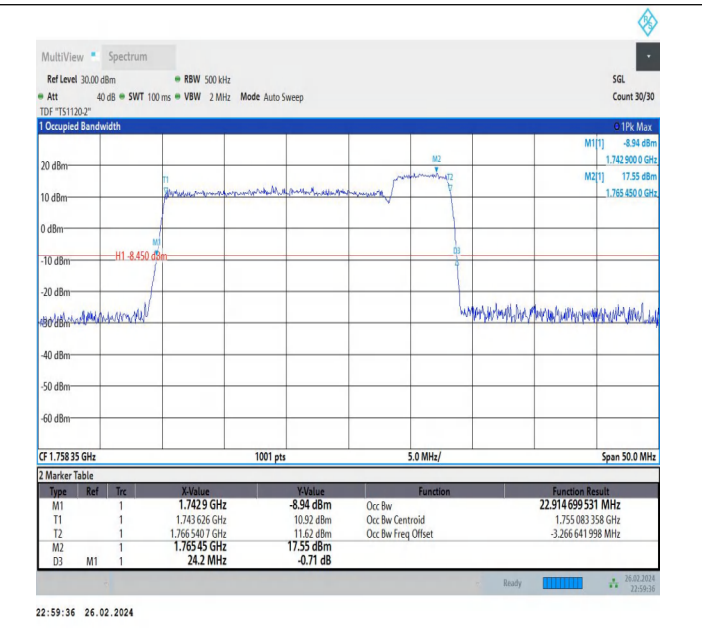 R S
MultiView Spectrum
Ref Level 30.00 dBm RBW 500 kHz SGL
Att 40 dB SWT 100 ms VBW 2 MHz Mode Auto Sweep Count 30/30
TDF "TS1120-2"
1 Occupied Bandwidth 1Pk Max
M1[1] -8.94 dBm
1.742 900 0 GHz
M2[1] 17.55 dBm
1.765 450 0 GHz
M2
20 dBm
T1
T2
10 dBm
0 dBm
M1
D3
H1 -8.450 dBm
-10 dBm
-20 dBm
-30 dBm
-40 dBm
-50 dBm
-60 dBm
CF 1.758 35 GHz 1001 pts 5.0 MHz/ Span 50.0 MHz
2 Marker Table
Type Ref Trc X-Value Y-Value Function Function Result
M1 1 1.742 9 GHz -8.94 dBm Occ Bw 22.914 699 531 MHz
T1 1 1.743 626 GHz 10.92 dBm Occ Bw Centroid 1.755 083 358 GHz
T2 1 1.766 540 7 GHz 11.62 dBm Occ Bw Freq Offset -3.266 641 998 MHz
M2 1 1.765 45 GHz 17.55 dBm
D3 M1 1 24.2 MHz -0.71 dB
Ready 26.02.2024
22:59:36
22:59:36 26.02.2024